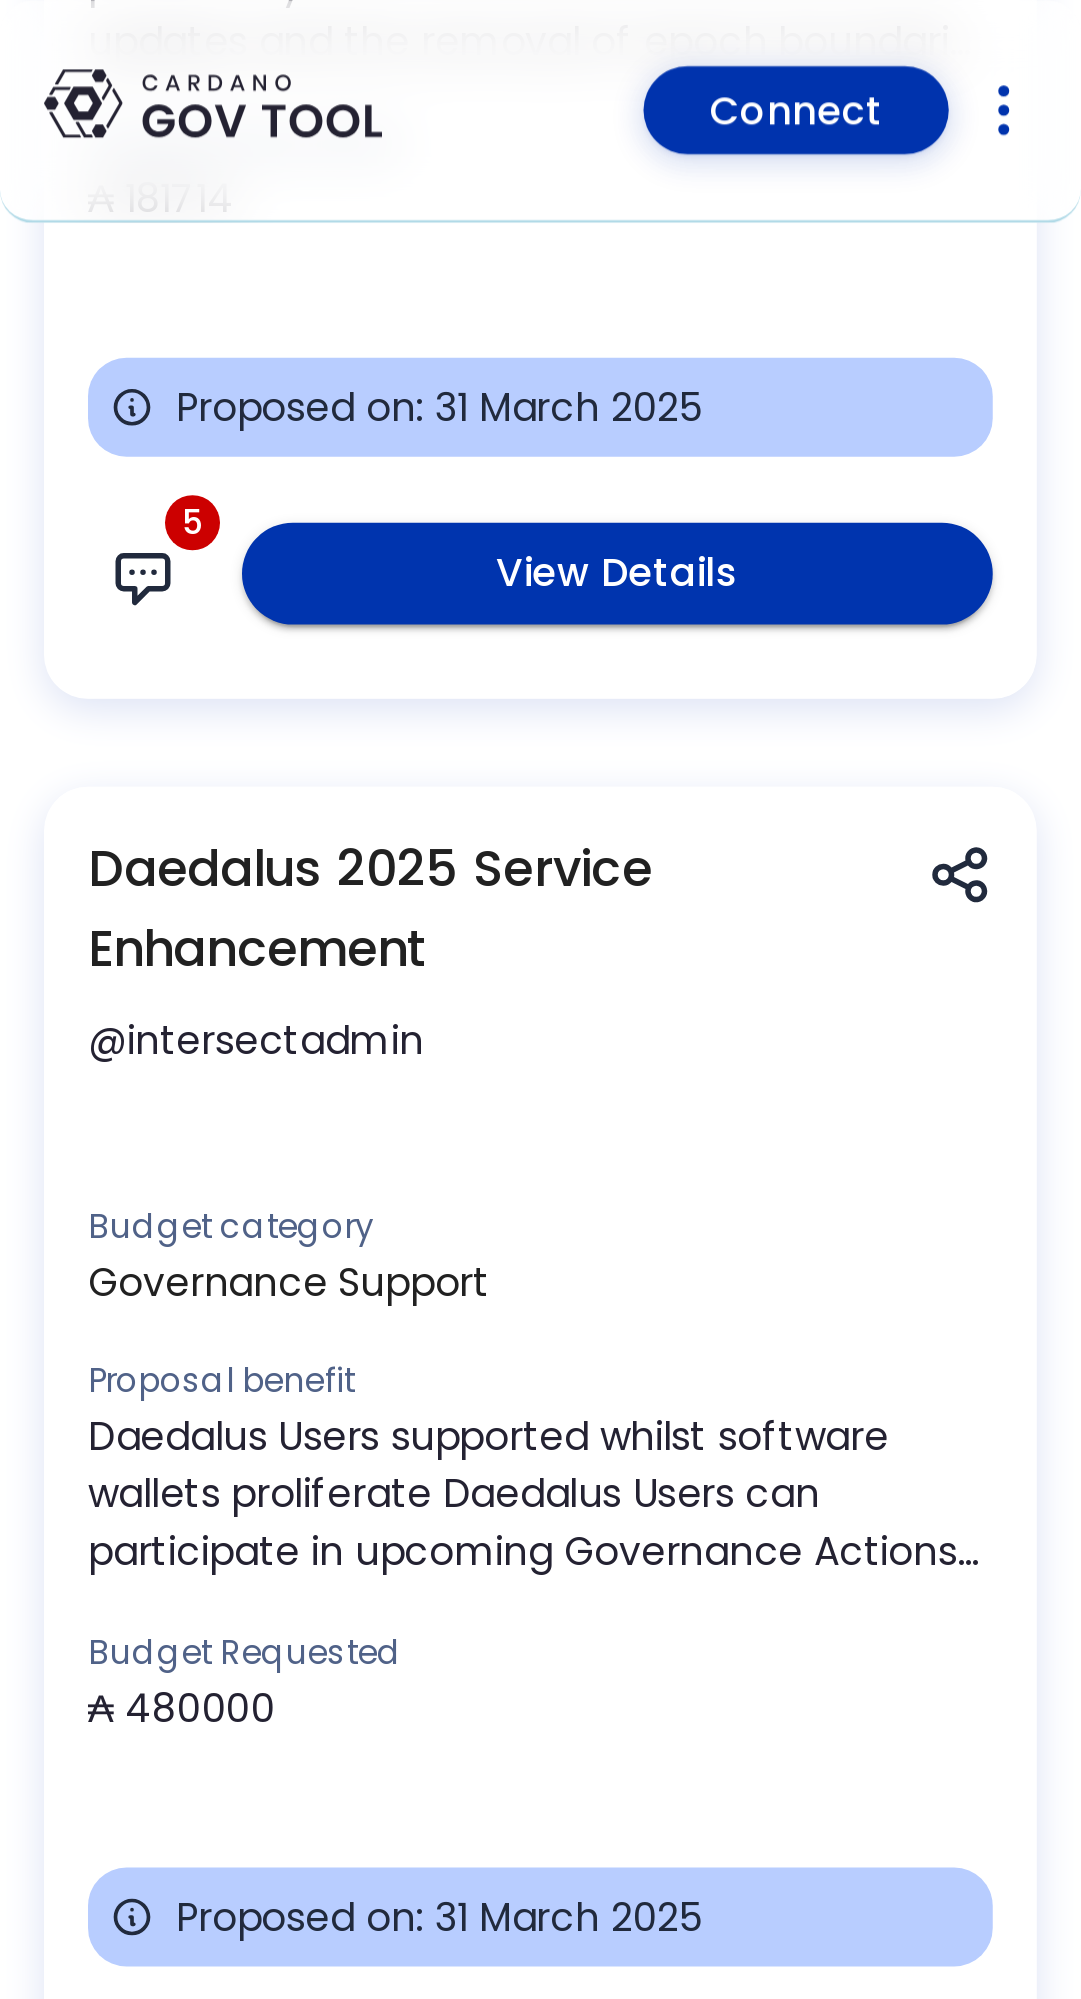 updates and the removal of epoch boundari...
CARDANO
GOV TOOL
Connect
₳ 181714
Proposed on: 31 March 2025
5
View Details
Daedalus 2025 Service
Enhancement
@intersectadmin
Budget category
Governance Support
Proposal benefit
Daedalus Users supported whilst software
wallets proliferate Daedalus Users can
participate in upcoming Governance Actions...
Budget Requested
₳ 480000
Proposed on: 31 March 2025